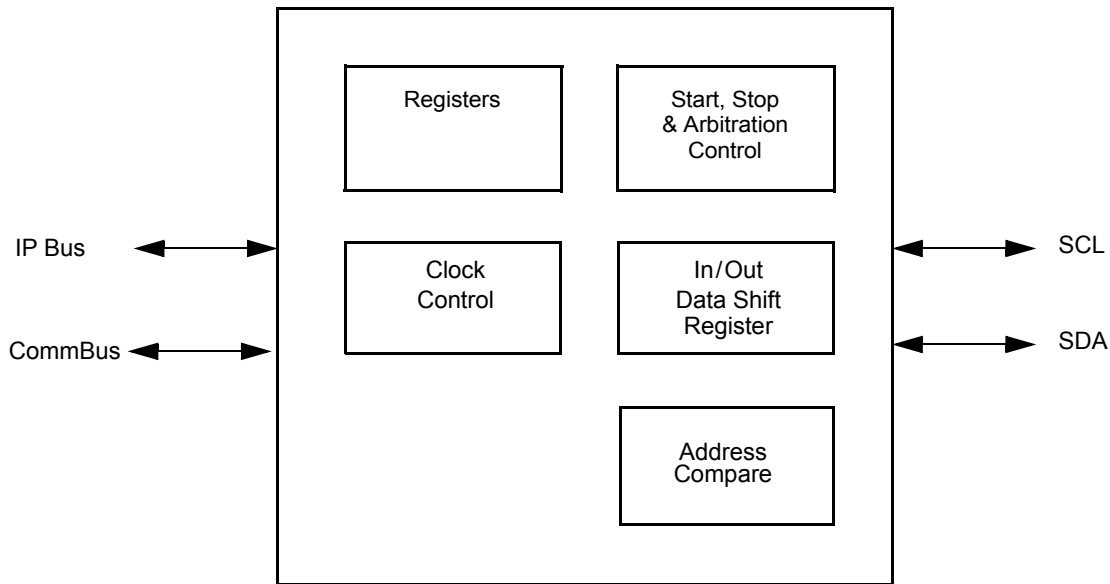 Registers
Start, Stop
& Arbitration
Control
IP Bus
Clock
Control
In/Out
Data Shift
Register
SCL
CommBus
SDA
Address
Compare